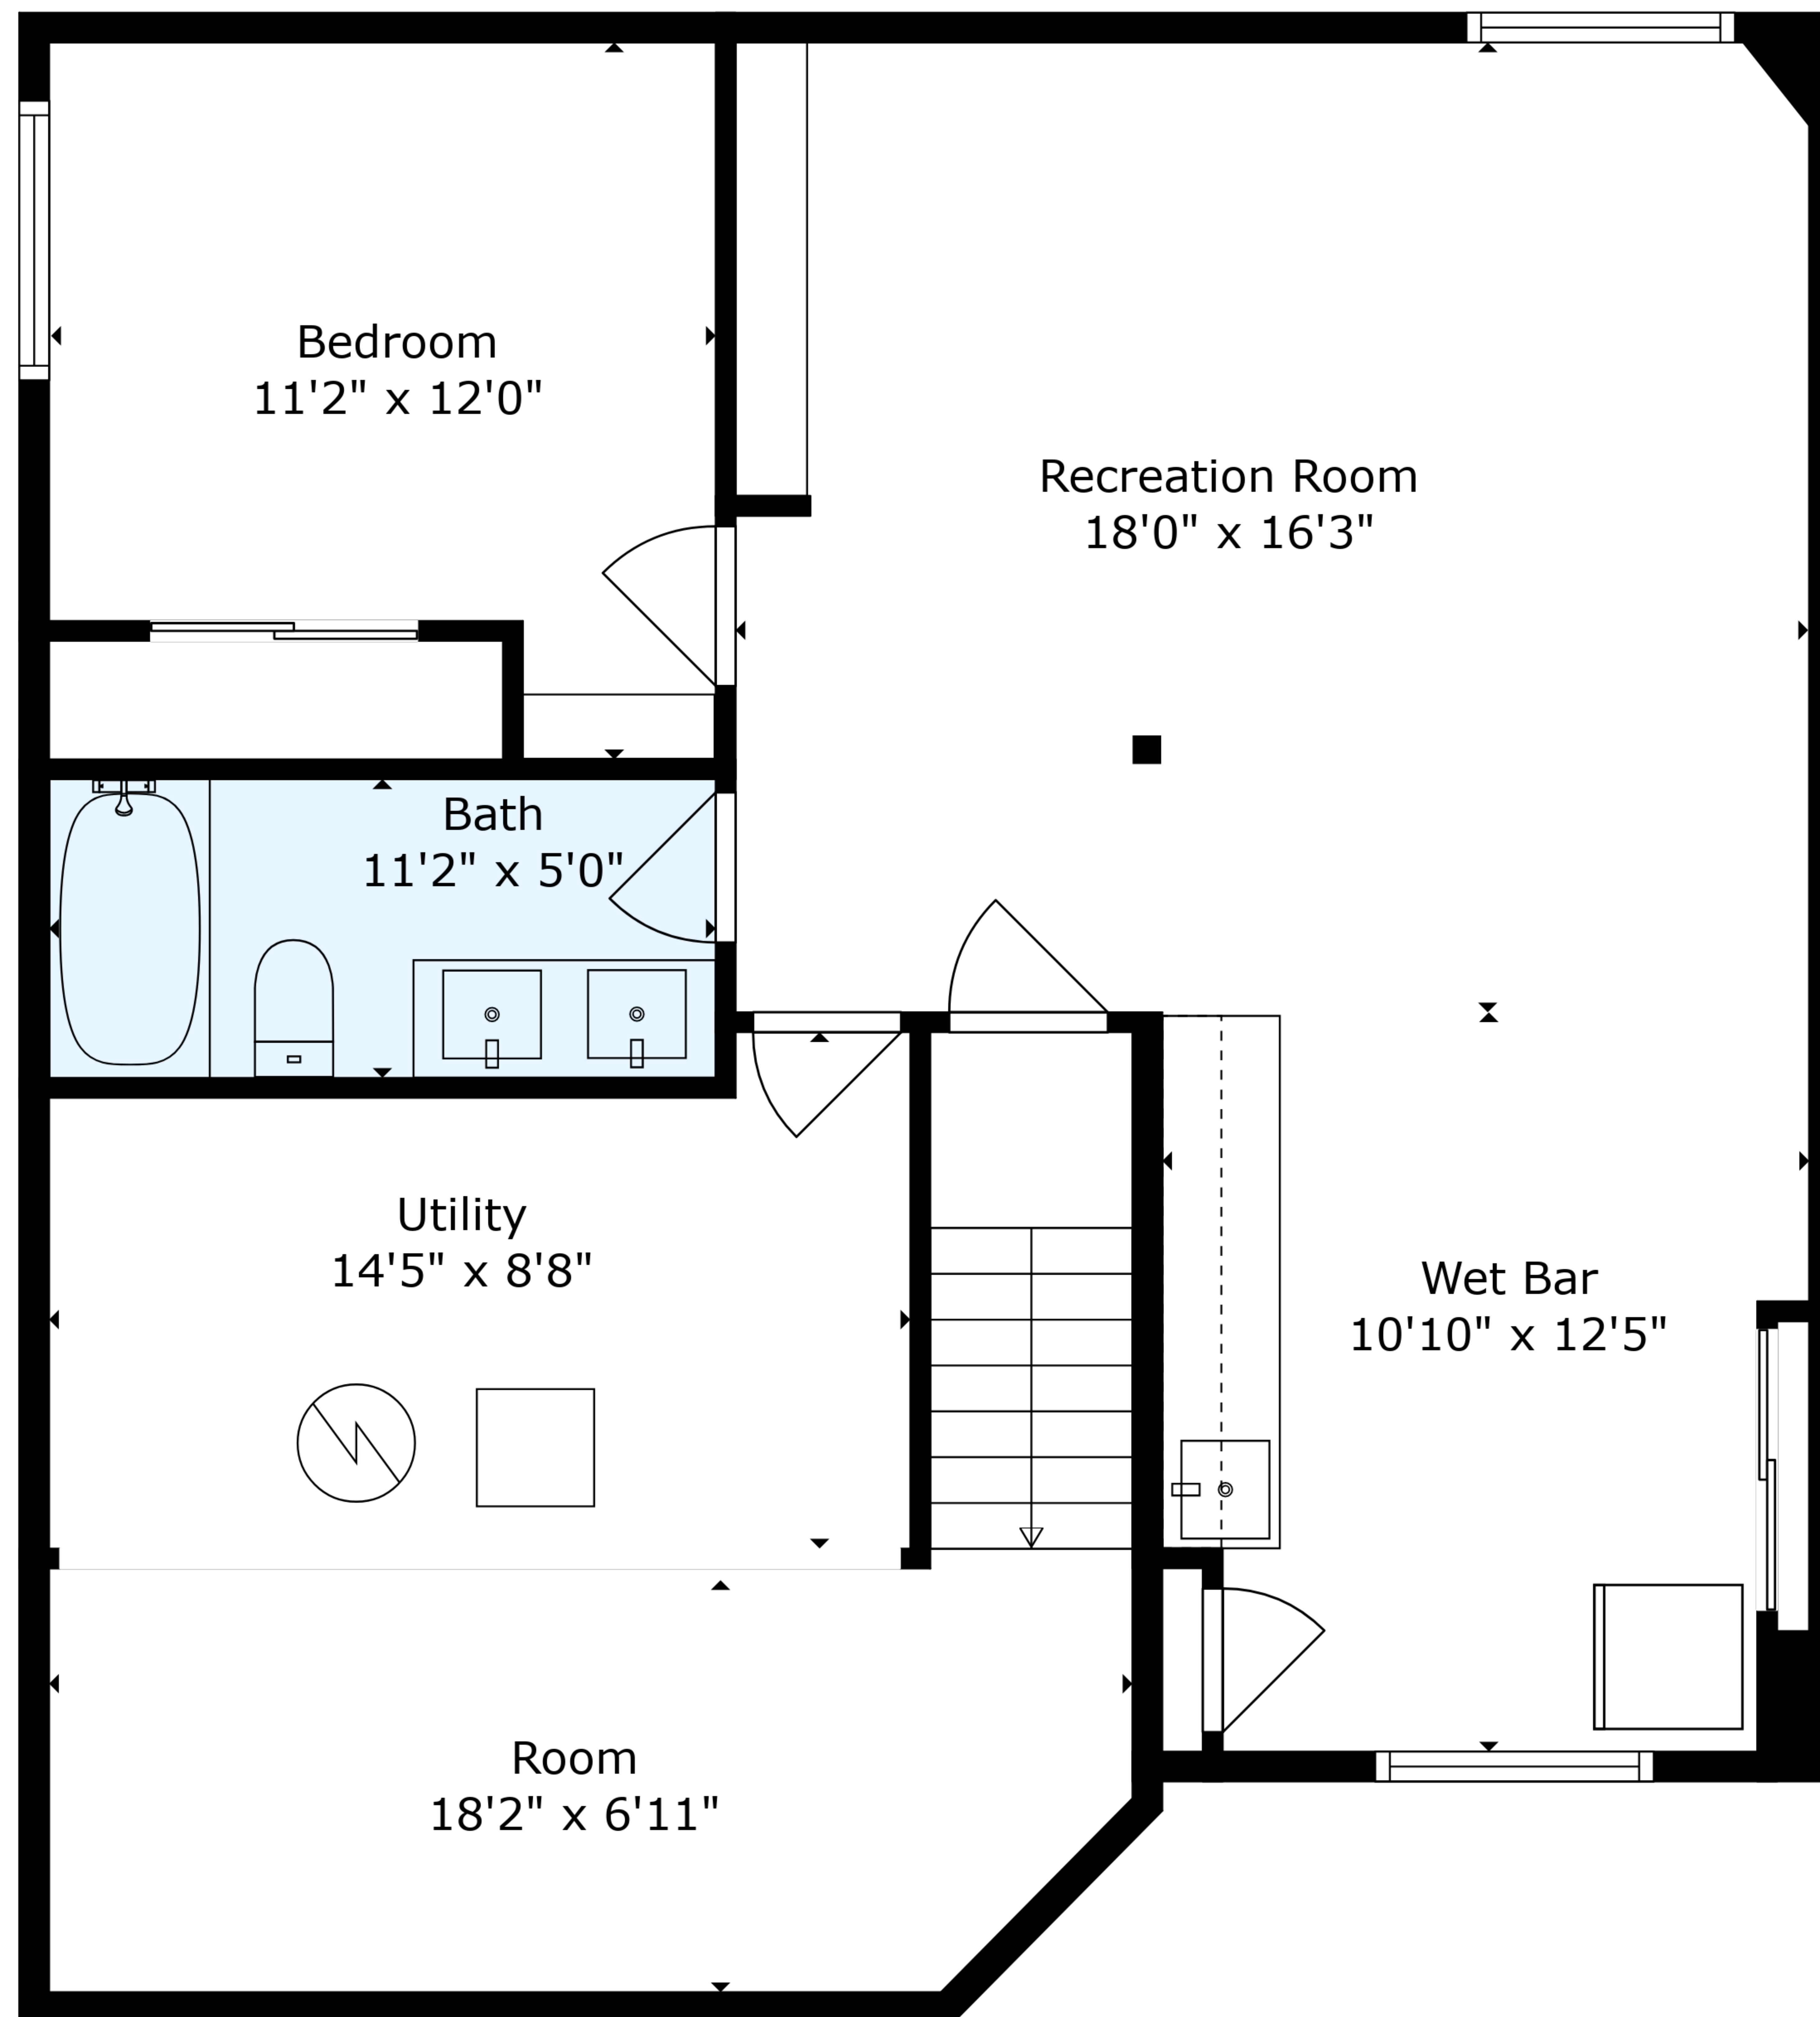 Bedroom
11'2" x 12'0"
Recreation Room
18'0" x 16'3"
Bath
11'2" x 5'0"
Utility
14'5" x 8'8"
Wet Bar
10'10" x 12'5"
Room
18'2" x 6'11"